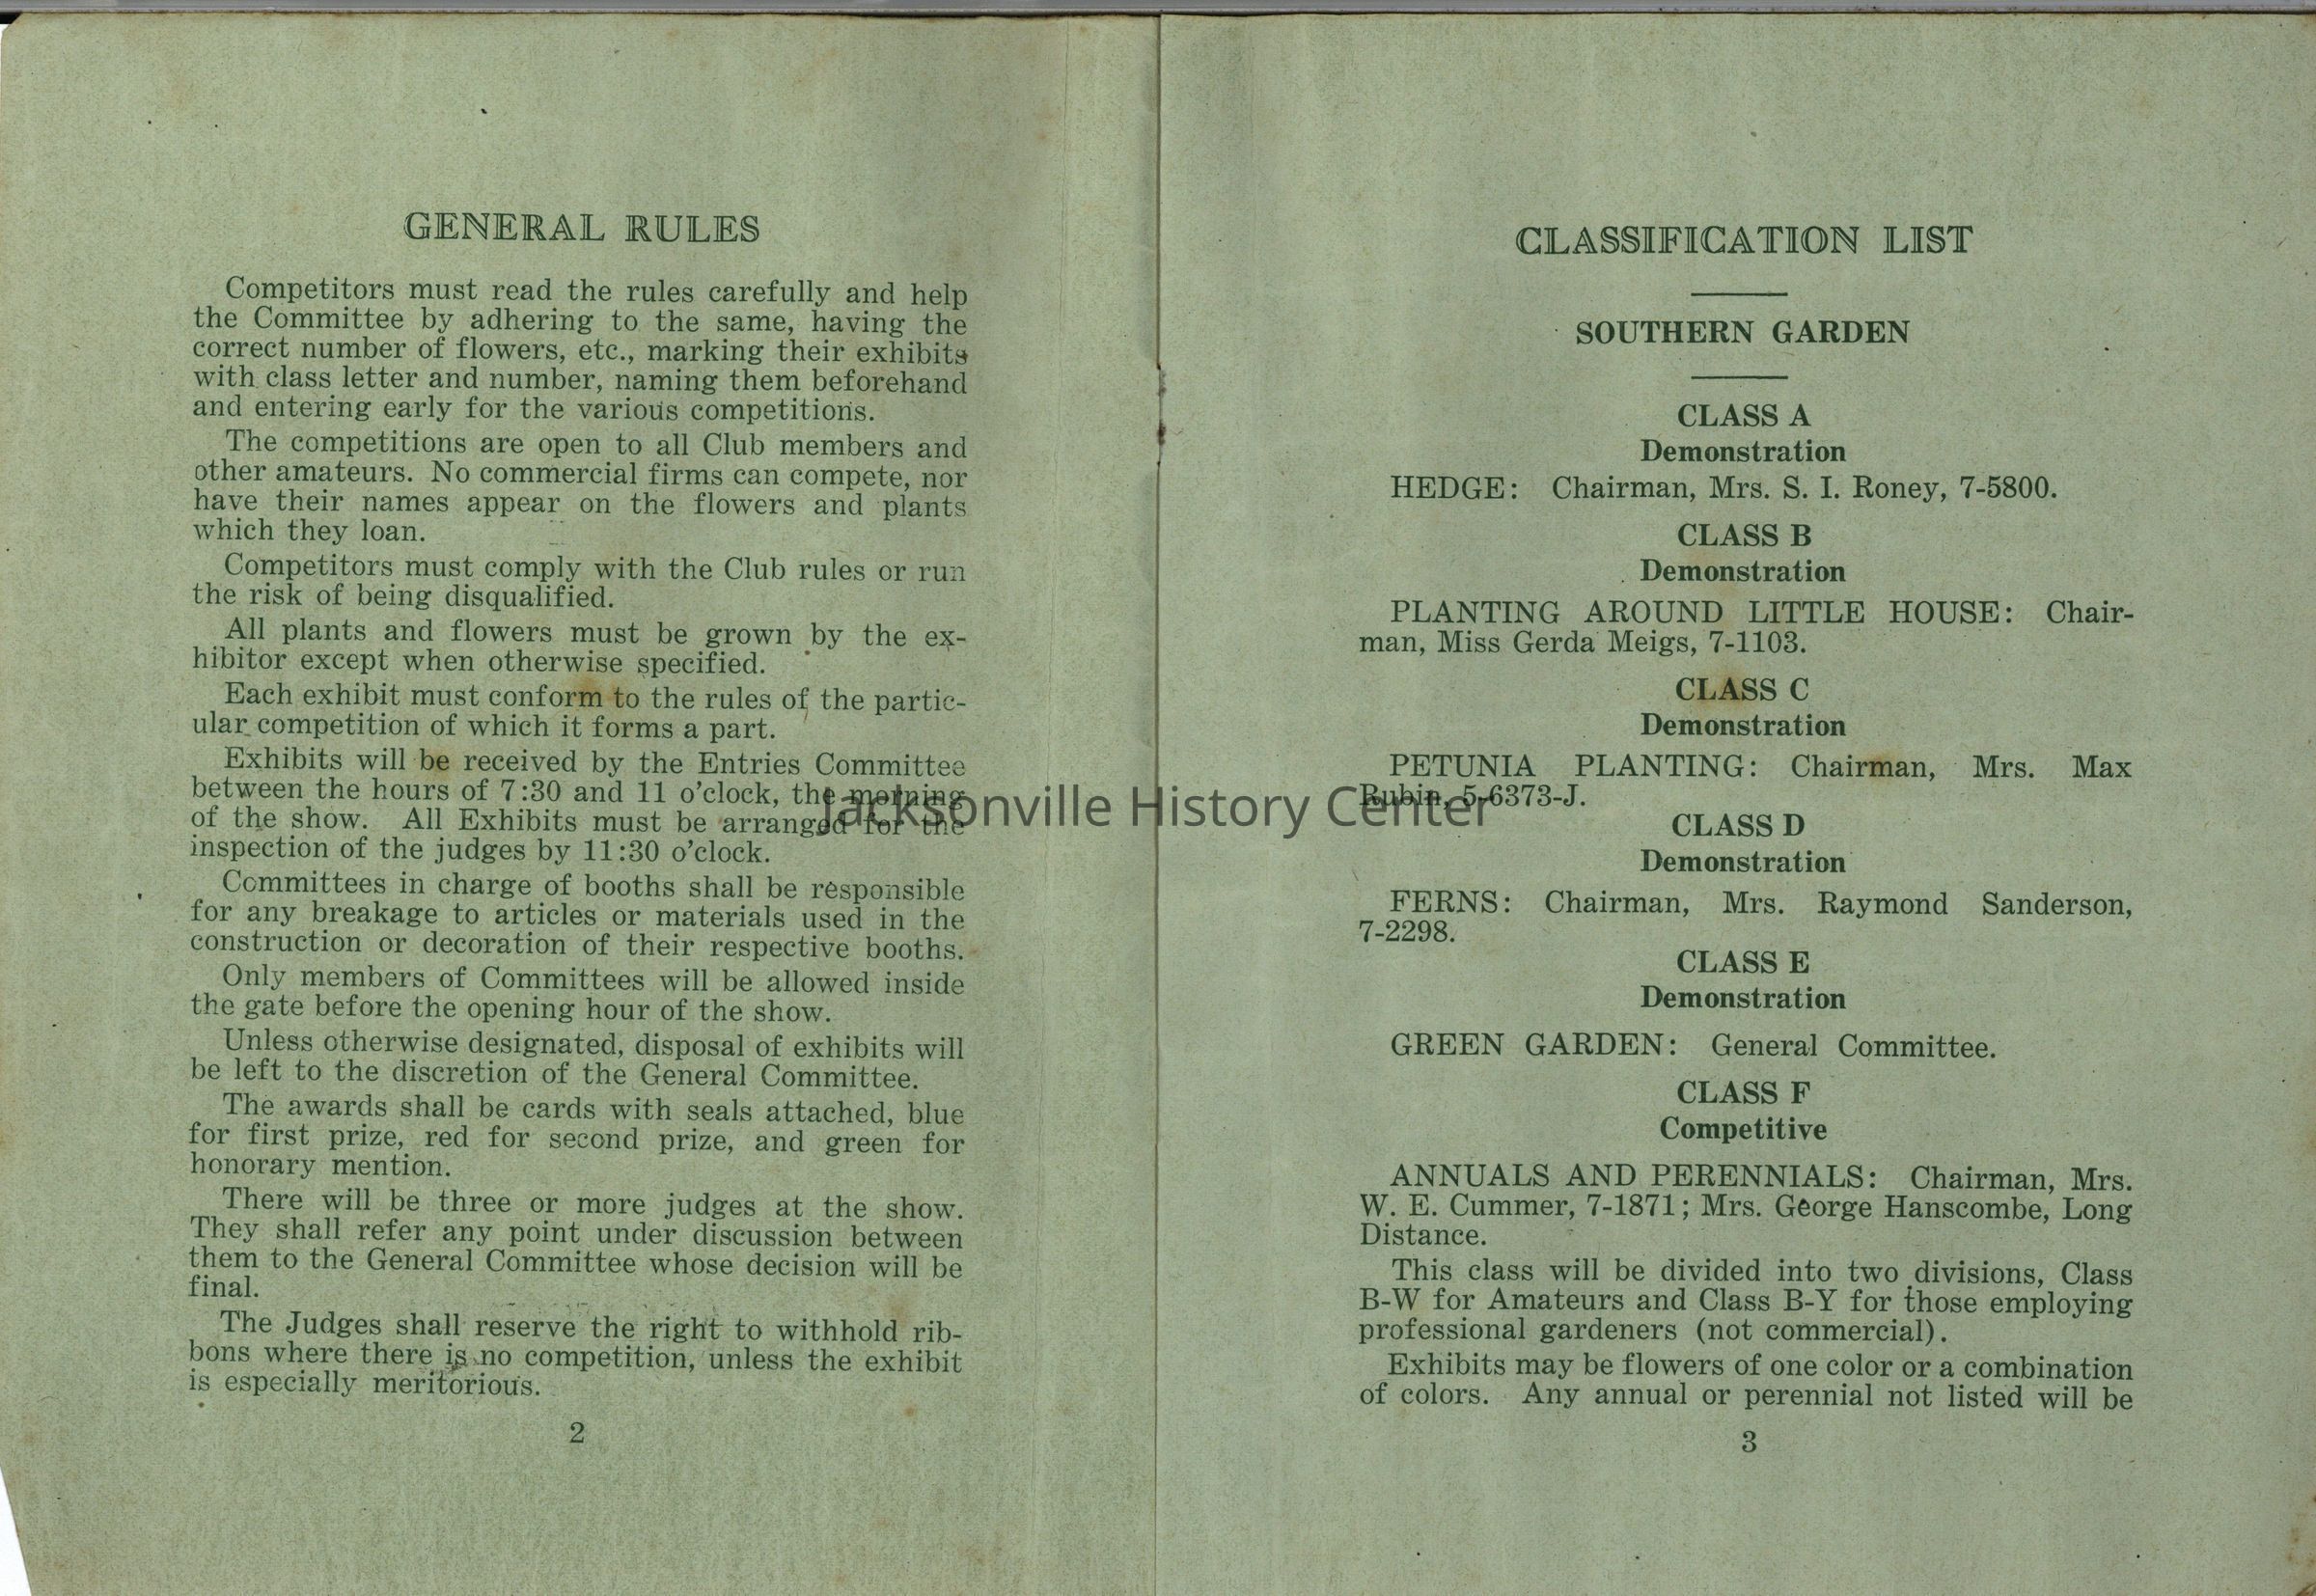 GENERAL RULES
Competitors must read the rules carefully and help
the Committee by adhering to the same, having the
correct number of flowers, etc., marking their exhibits
with class letter and number, naming them beforehand
and entering early for the various competitions.
The competitions are open to all Club members and
other amateurs. No commercial firms can compete, nor
have their names appear on the flowers and plants
which they loan.
Competitors must comply with the Club rules or run
the risk of being disqualified.
All plants and flowers must be grown by the ex-
hibitor except when otherwise specified.
Each exhibit must conform to the rules of the partic-
ular competition of which it forms a part.
Exhibits will be received by the Entries Committee
between the hours of 7:30 and 11 o'clock, the morning
of the show. All Exhibits must be arranged for the
inspection of the judges by 11:30 o'clock.
Committees in charge of booths shall be responsible
for any breakage to articles or materials used in the
construction or decoration of their respective booths.
Only members of Committees will be allowed inside
the gate before the opening hour of the show.
Unless otherwise designated, disposal of exhibits will
be left to the discretion of the General Committee.
The awards shall be cards with seals attached, blue
for first prize, red for second prize, and green for
honorary mention.
There will be three or more judges at the show.
They shall refer any point under discussion between
them to the General Committee whose decision will be
final.
The Judges shall reserve the right to withhold rib-
bons where there is no competition, unless the exhibit
is especially meritorious.
2
CLASSIFICATION LIST
SOUTHERN GARDEN
CLASS A
Demonstration
HEDGE: Chairman, Mrs. S. I. Roney, 7-5800.
CLASS B
Demonstration
PLANTING AROUND LITTLE HOUSE: Chair-
man, Miss Gerda Meigs, 7-1103.
CLASS C
Demonstration
PETUNIA PLANTING: Chairman, Mrs. Max
Rubin, 5-6373-J.
CLASS D
Demonstration
FERNS: Chairman, Mrs. Raymond Sanderson,
7-2298.
CLASS E
Demonstration
GREEN GARDEN: General Committee.
CLASS F
Competitive
ANNUALS AND PERENNIALS: Chairman, Mrs.
W. E. Cummer, 7-1871; Mrs. George Hanscombe, Long
Distance.
This class will be divided into two divisions, Class
B-W for Amateurs and Class B-Y for those employing
professional gardeners (not commercial).
Exhibits may be flowers of one color or a combination
of colors. Any annual or perennial not listed will be
3
Jacksonville History Center